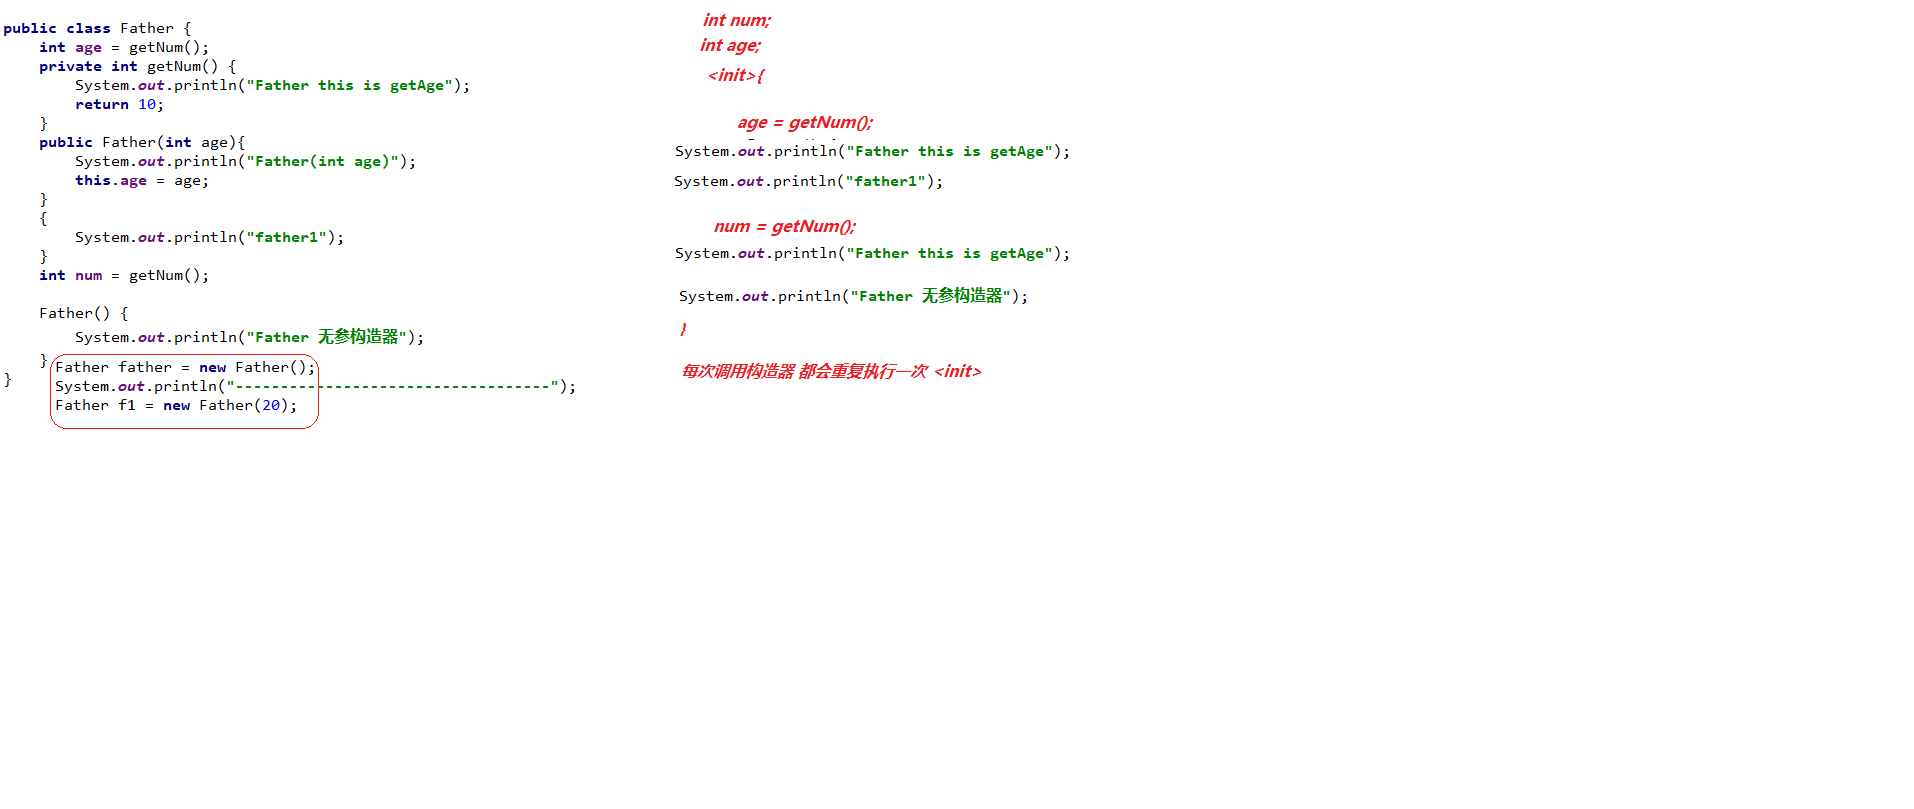 public class Father {
    int age = getNum();
    private int getNum() {
        System.out.println("Father this is getAge");
        return 10;
    }
    public Father(int age){
        System.out.println("Father(int age)");
        this.age = age;
    }
    {
        System.out.println("father1");
    }
    int num = getNum();
    Father() {
        System.out.println("Father 无参构造器");
    }
Father father = new Father();
}
System.out.println("-----------------------------------");
Father f1 = new Father(20);
int num;
int age;
<init>{
age = getNum();
System.out.println("Father this is getAge");
System.out.println("father1");
num = getNum();
System.out.println("Father this is getAge");
System.out.println("Father 无参构造器");
}
每次调用构造器 都会重复执行一次 <init>